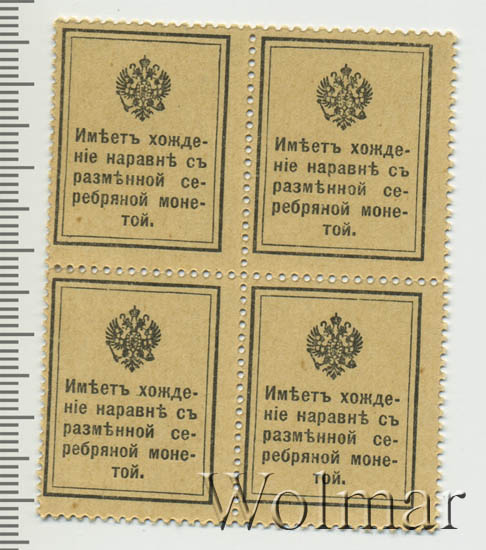 Имѣетъ хожде-
ніе наравнѣ съ
размѣнной се-
ребряной моне-
той.
Имѣетъ хожде-
ніе наравнѣ съ
размѣнной се-
ребряной моне-
той.
Имѣетъ хожде-
ніе наравнѣ съ
размѣнной се-
ребряной моне-
той.
Имѣетъ хожде-
ніе наравнѣ съ
размѣнной се-
ребряной моне-
той.
Wolmar